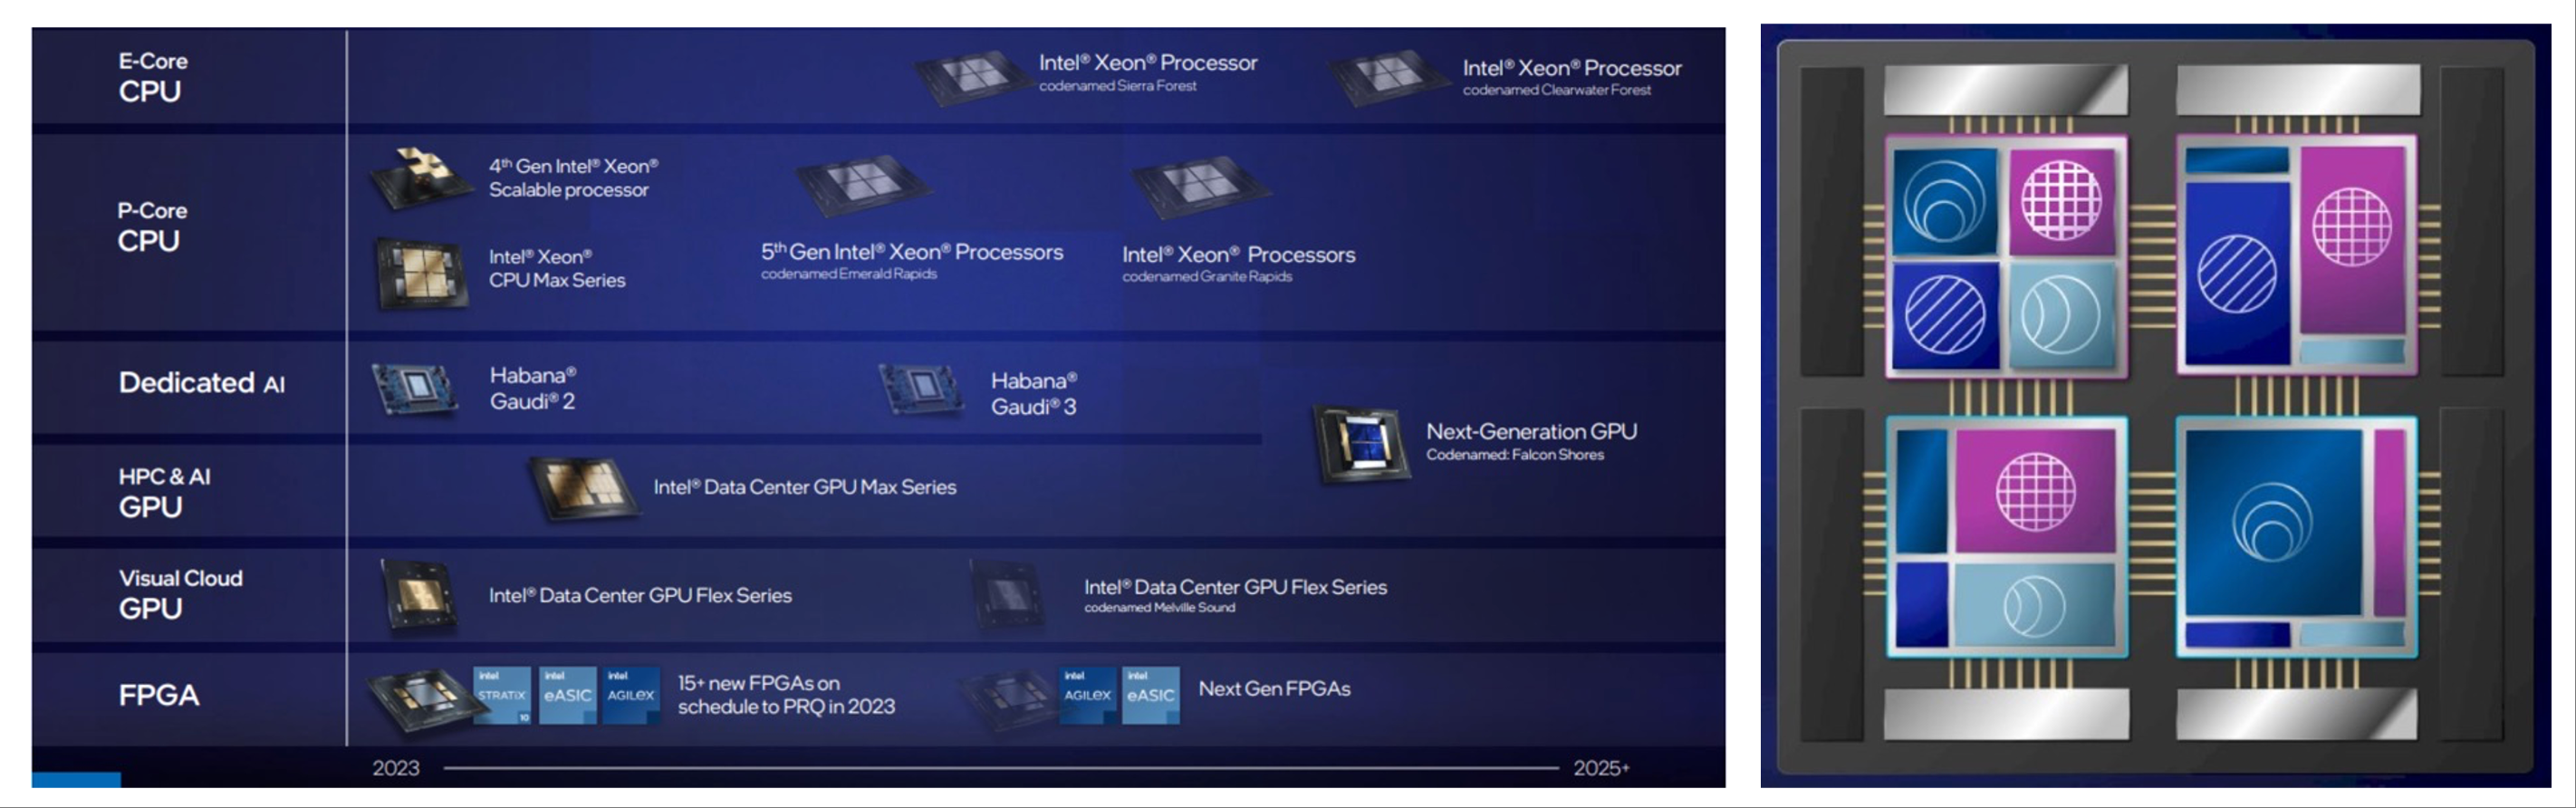 E-Core
CPU
Intel® Xeon® Processor
codenamed Sierra Forest
Intel® Xeon® Processor
codenamed Clearwater Forest
P-Core
CPU
4th Gen Intel® Xeon®
Scalable processor
Intel® Xeon®
CPU Max Series
5th Gen Intel® Xeon® Processors
codenamed Emerald Rapids
Intel® Xeon® Processors
codenamed Granite Rapids
Dedicated AI
Habana®
Gaudi® 2
Habana®
Gaudi® 3
Next-Generation GPU
Codenamed: Falcon Shores
HPC & AI
GPU
Intel® Data Center GPU Max Series
Visual Cloud
GPU
Intel® Data Center GPU Flex Series
Intel® Data Center GPU Flex Series
codenamed Melville Sound
FPGA
intel
STRATIX
10
intel
eASIC
intel
AGILEX
15+ new FPGAs on
schedule to PRQ in 2023
intel
AGILEX
intel
eASIC
Next Gen FPGAs
2023
2025+